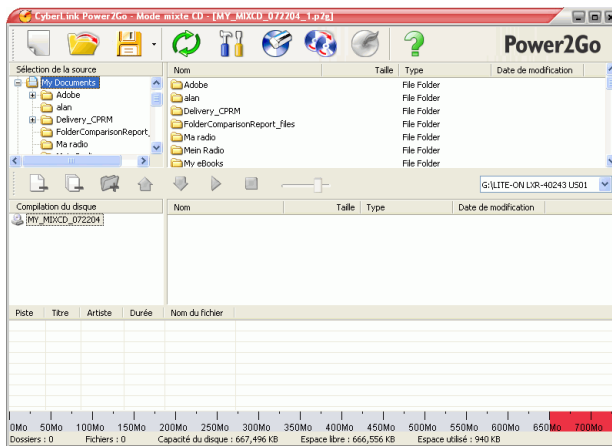 CyberLink Power2Go - Mode mixte CD - [MY_MIXCD_072204_1.p2g]
Power2Go
Sélection de la source
Nom Taille Type Date de modification
My Documents
Adobe
alan
Delivery_CPRM
FolderComparisonReport_
Ma radio
Adobe File Folder
alan File Folder
Delivery_CPRM File Folder
FolderComparisonReport_files File Folder
Ma radio File Folder
Mein Radio File Folder
My eBooks File Folder
G:\LITE-ON LXR-40243 US01
Compilation du disque
Nom Taille Type Date de modification
MY_MIXCD_072204
Piste Titre Artiste Durée Nom du fichier
0Mo 50Mo 100Mo 150Mo 200Mo 250Mo 300Mo 350Mo 400Mo 450Mo 500Mo 550Mo 600Mo 650Mo 700Mo
Dossiers : 0 Fichiers : 0 Capacité du disque : 667,496 KB Espace libre : 666,556 KB Espace utilisé : 940 KB